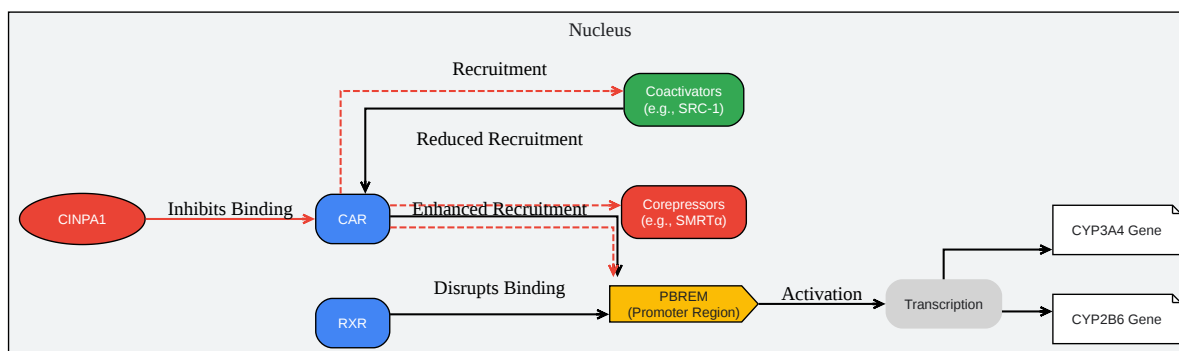 Nucleus
Recruitment
Coactivators
(e.g., SRC-1)
Reduced Recruitment
CINPA1
Inhibits Binding
CAR
Enhanced Recruitment
Corepressors
(e.g., SMRTα)
CYP3A4 Gene
Disrupts Binding
RXR
PBREM
(Promoter Region)
Activation
Transcription
CYP2B6 Gene